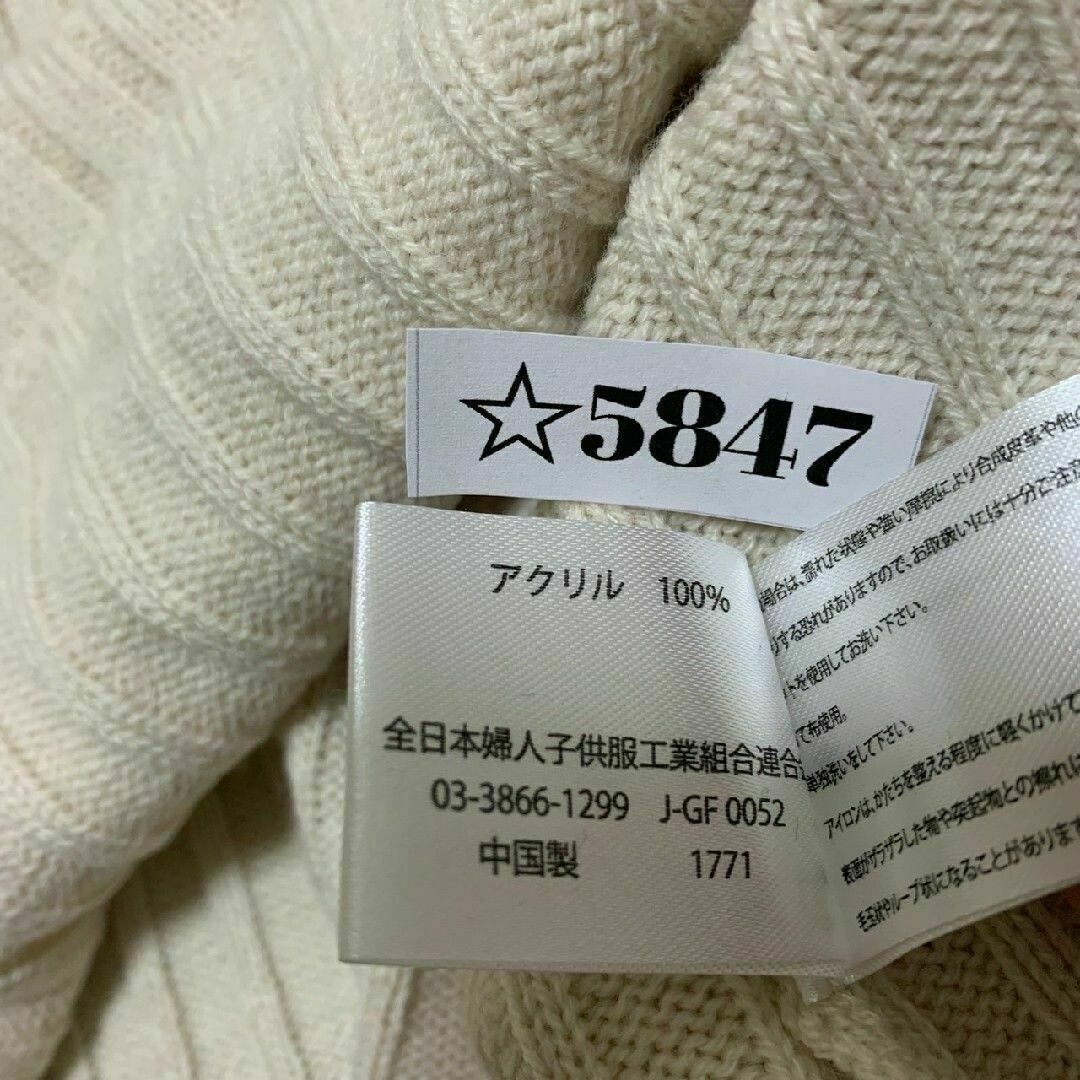 ☆5847
アクリル 100%
全日本婦人子供服工業組合連合
03-3866-1299 J-GF 0052
中国製 1771
場合は、濡れた状態や強い摩擦により合成皮革や他の
りする恐れがありますので、お取扱いには十分ご注意
トを使用してお洗い下さい。
て布使用。
単独洗いをして下さい。
アイロンは、かたちを整える程度に軽くかけて
表面がザラザラした物や突起物との擦れは
毛玉状やループ状になることがあります